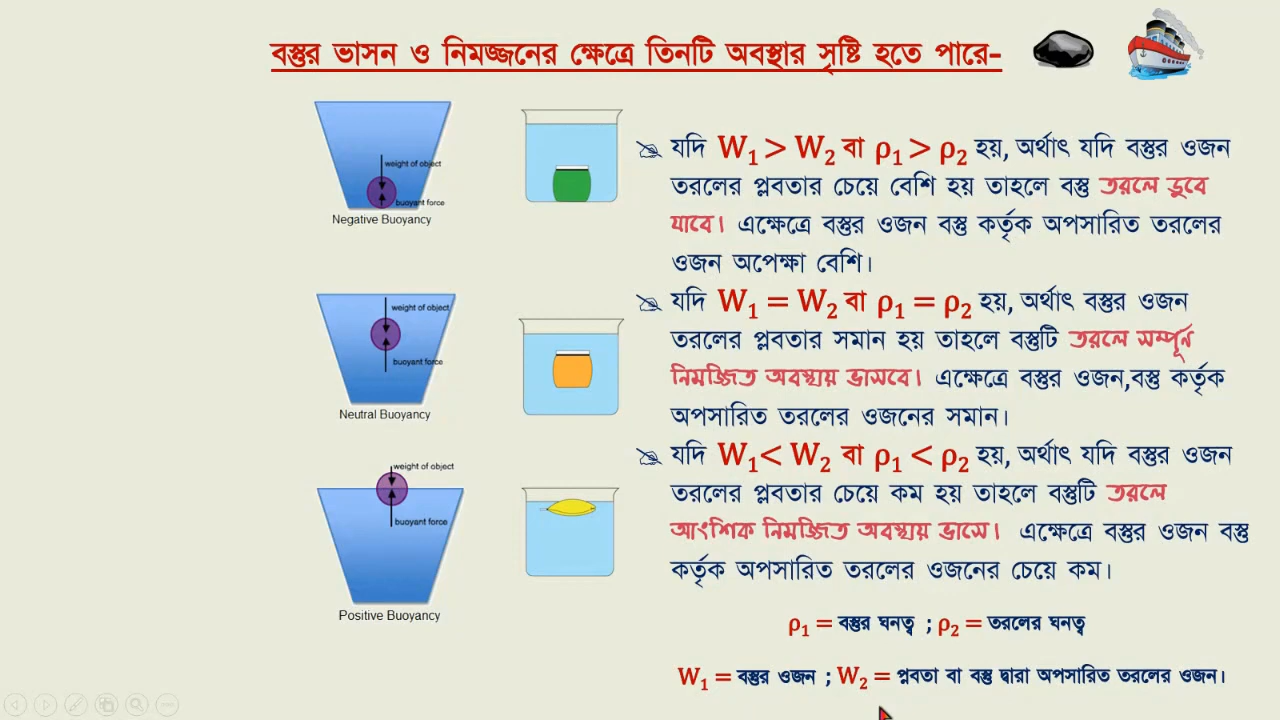 বস্তুর ভাসন ও নিমজ্জনের ক্ষেত্রে তিনটি অবস্থার সৃষ্টি হতে পারে-
weight of object
buoyant force
Negative Buoyancy
যদি W₁ > W₂ বা ρ₁ > ρ₂ হয়, অর্থাৎ যদি বস্তুর ওজন
তরলের প্লবতার চেয়ে বেশি হয় তাহলে বস্তু তরলে ডুবে
যাবে। এক্ষেত্রে বস্তুর ওজন বস্তু কর্তৃক অপসারিত তরলের
ওজন অপেক্ষা বেশি।
weight of object
buoyant force
Neutral Buoyancy
যদি W₁ = W₂ বা ρ₁ = ρ₂ হয়, অর্থাৎ বস্তুর ওজন
তরলের প্লবতার সমান হয় তাহলে বস্তুটি তরলে সম্পূর্ন
নিমজ্জিত অবস্থায় ভাসবে। এক্ষেত্রে বস্তুর ওজন,বস্তু কর্তৃক
অপসারিত তরলের ওজনের সমান।
weight of object
buoyant force
Positive Buoyancy
যদি W₁< W₂ বা ρ₁ < ρ₂ হয়, অর্থাৎ যদি বস্তুর ওজন
তরলের প্লবতার চেয়ে কম হয় তাহলে বস্তুটি তরলে
আংশিক নিমজ্জিত অবস্থায় ভাসে। এক্ষেত্রে বস্তুর ওজন বস্তু
কর্তৃক অপসারিত তরলের ওজনের চেয়ে কম।
ρ₁ = বস্তুর ঘনত্ব ; ρ₂ = তরলের ঘনত্ব
W₁ = বস্তুর ওজন ; W₂ = প্লবতা বা বস্তু দ্বারা অপসারিত তরলের ওজন।